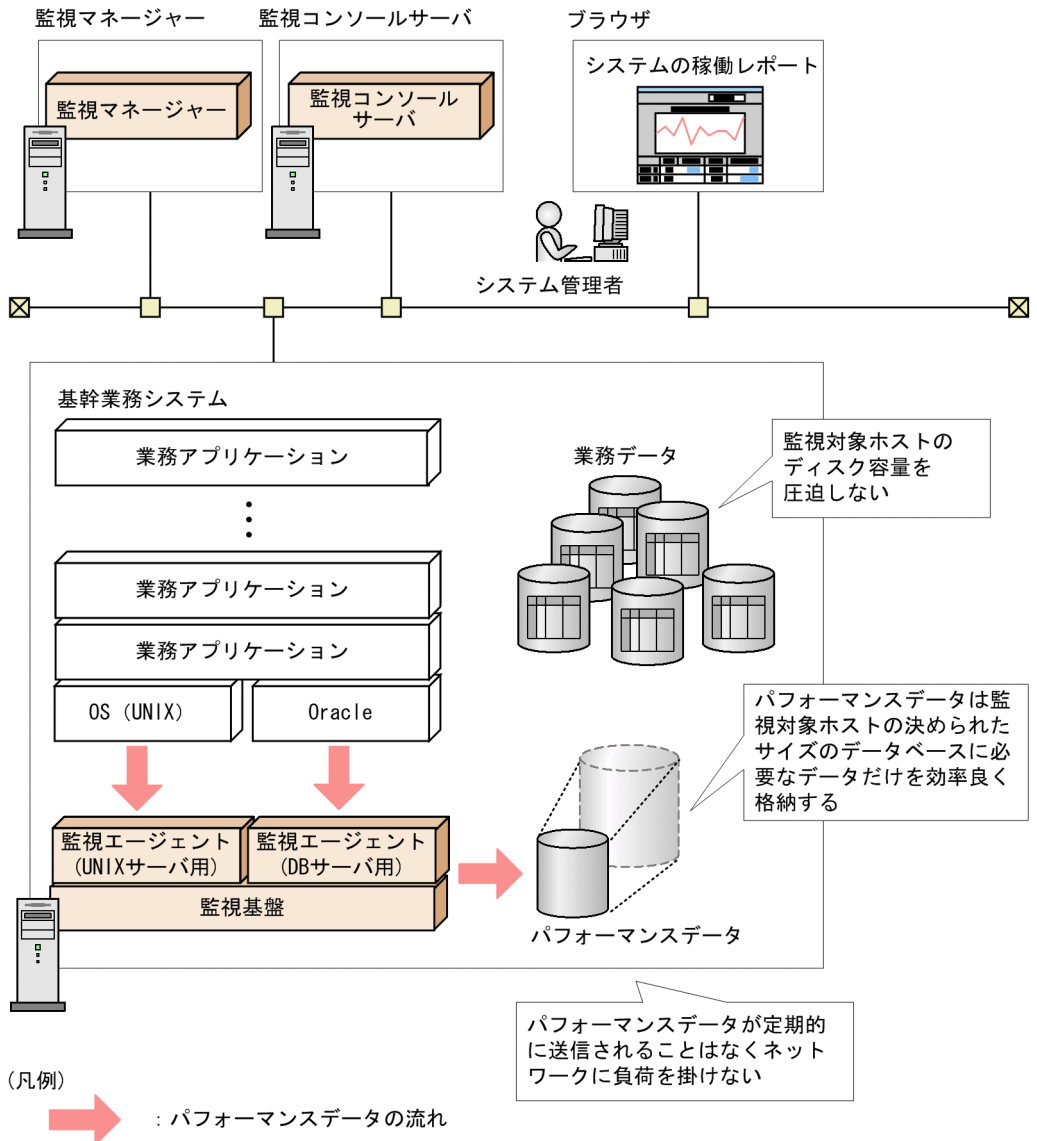 監視マネージャー
監視コンソールサーバ
ブラウザ
監視マネージャー
監視コンソール
サーバ
システムの稼働レポート
システム管理者
基幹業務システム
業務アプリケーション
業務アプリケーション
業務アプリケーション
OS（UNIX）
Oracle
業務データ
監視対象ホストの
ディスク容量を
圧迫しない
パフォーマンスデータは監
視対象ホストの決められた
サイズのデータベースに必
要なデータだけを効率良く
格納する
監視エージェント
(UNIXサーバ用)
監視エージェント
(DBサーバ用)
監視基盤
パフォーマンスデータ
パフォーマンスデータが定期的
に送信されることはなくネット
ワークに負荷を掛けない
(凡例)
：パフォーマンスデータの流れ